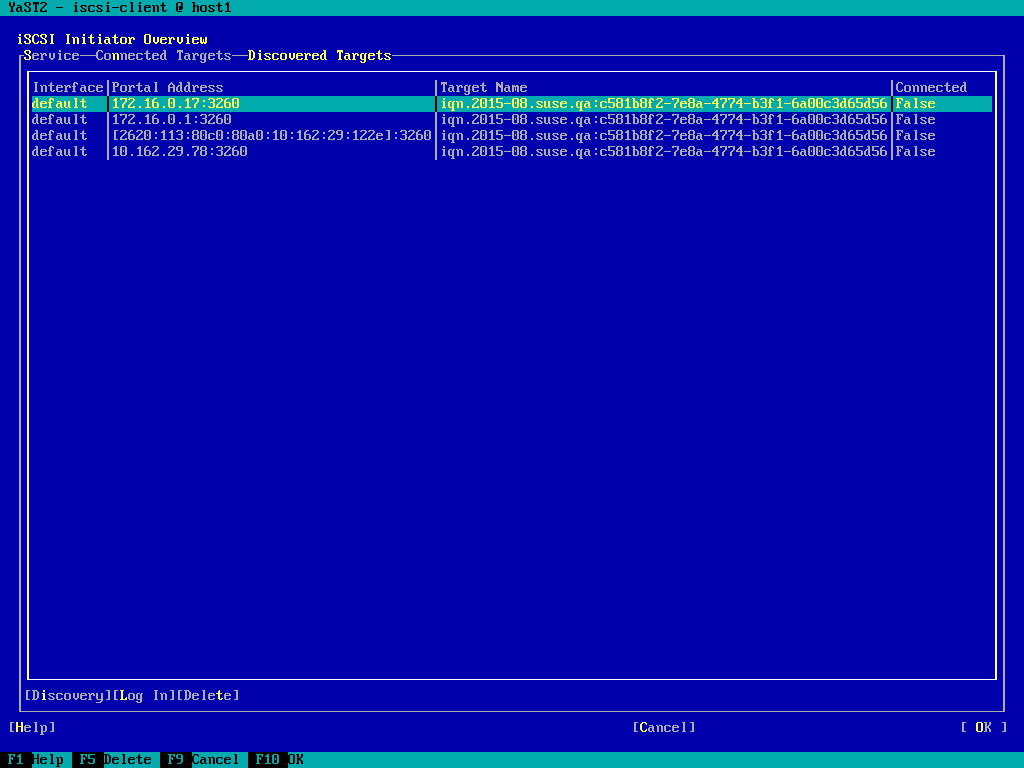 YaST2 - iscsi-client @ host1
iSCSI Initiator Overview
Service--Connected Targets--Discovered Targets
Interface|Portal Address |Target Name |Connected
default |172.16.0.17:3260 |iqn.2015-08.suse.qa:c581b8f2-7e8a-4774-b3f1-6a00c3d65d56|False
default |172.16.0.1:3260 |iqn.2015-08.suse.qa:c581b8f2-7e8a-4774-b3f1-6a00c3d65d56|False
default |[2620:113:80c0:80a0:10:162:29:122e]:3260|iqn.2015-08.suse.qa:c581b8f2-7e8a-4774-b3f1-6a00c3d65d56|False
default |10.162.29.78:3260 |iqn.2015-08.suse.qa:c581b8f2-7e8a-4774-b3f1-6a00c3d65d56|False
[Discovery][Log In][Delete]
[Help] [Cancel] [ OK ]
F1 Help F5 Delete F9 Cancel F10 OK